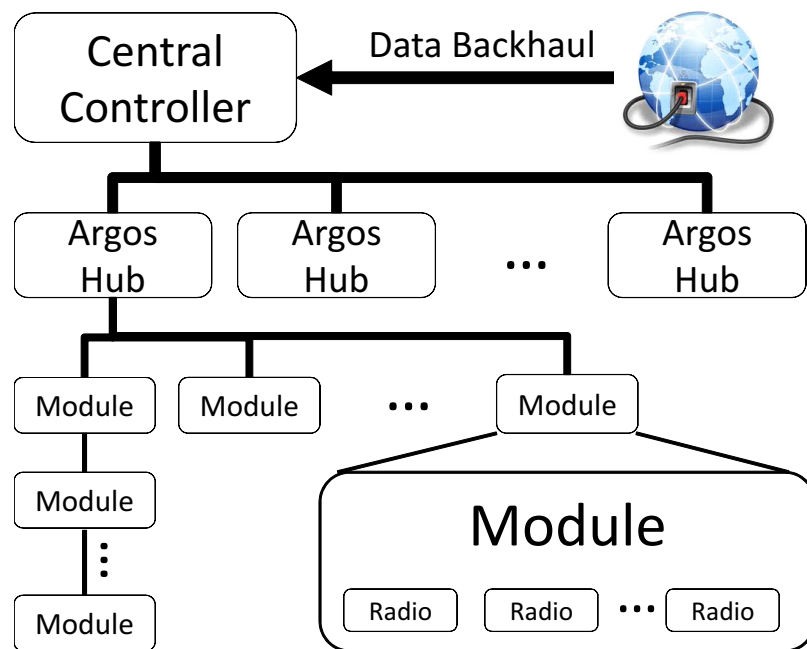 Central
Controller
Data Backhaul
Argos
Hub
Argos
Hub
...
Argos
Hub
Module
Module
...
Module
Module
...
Module
Module
Radio
Radio
...
Radio